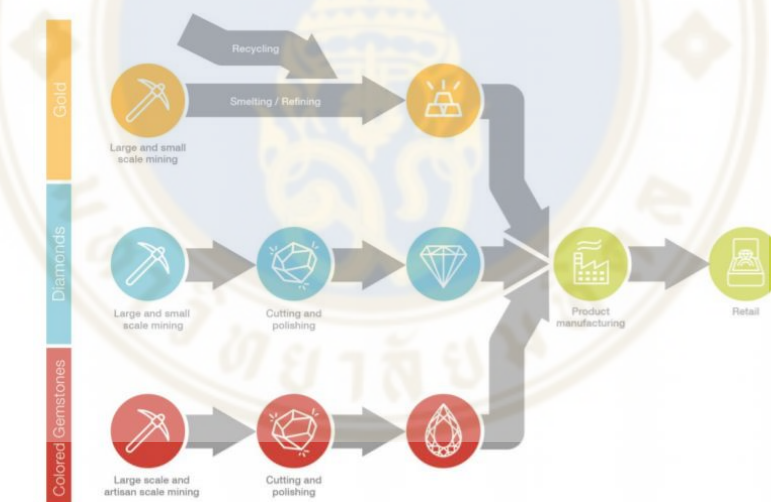 Gold
Recycling
Smelting / Refining
Large and small
scale mining
Diamonds
Large and small
scale mining
Cutting and
polishing
Product
manufacturing
Retail
Colored Gemstones
Large scale and
artisan scale mining
Cutting and
polishing